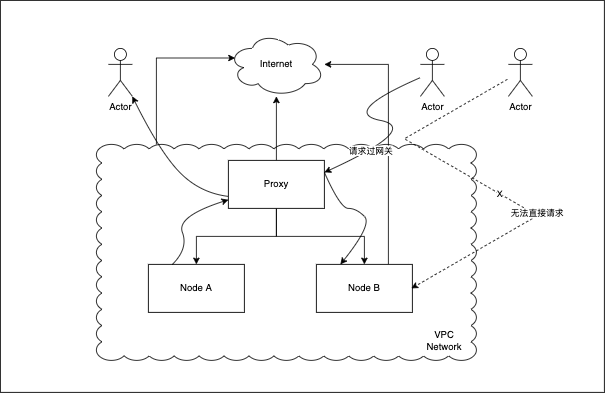 Internet
Actor
Actor
Actor
请求过网关
Proxy
X
无法直接请求
Node A
Node B
VPC
Network